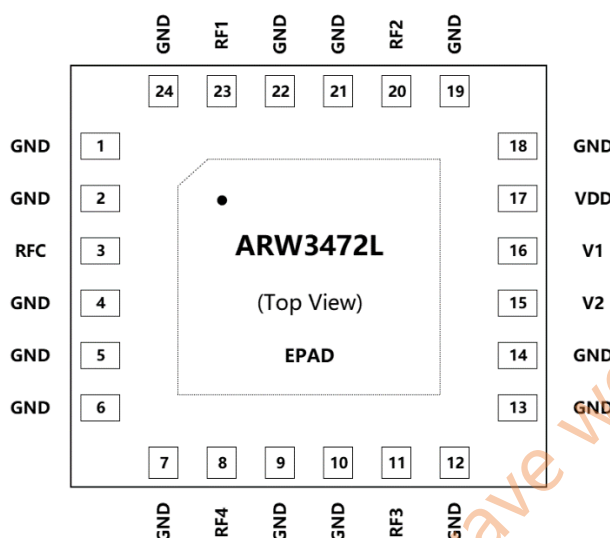 GND RF1 GND GND RF2 GND
24 23 22 21 20 19
GND 1 18 GND
GND 2 17 VDD
RFC 3 ARW3472L 16 V1
GND 4 (Top View) 15 V2
GND 5 EPAD 14 GND
GND 6 13 GND
7 8 9 10 11 12
GND RF4 GND GND RF3 GND